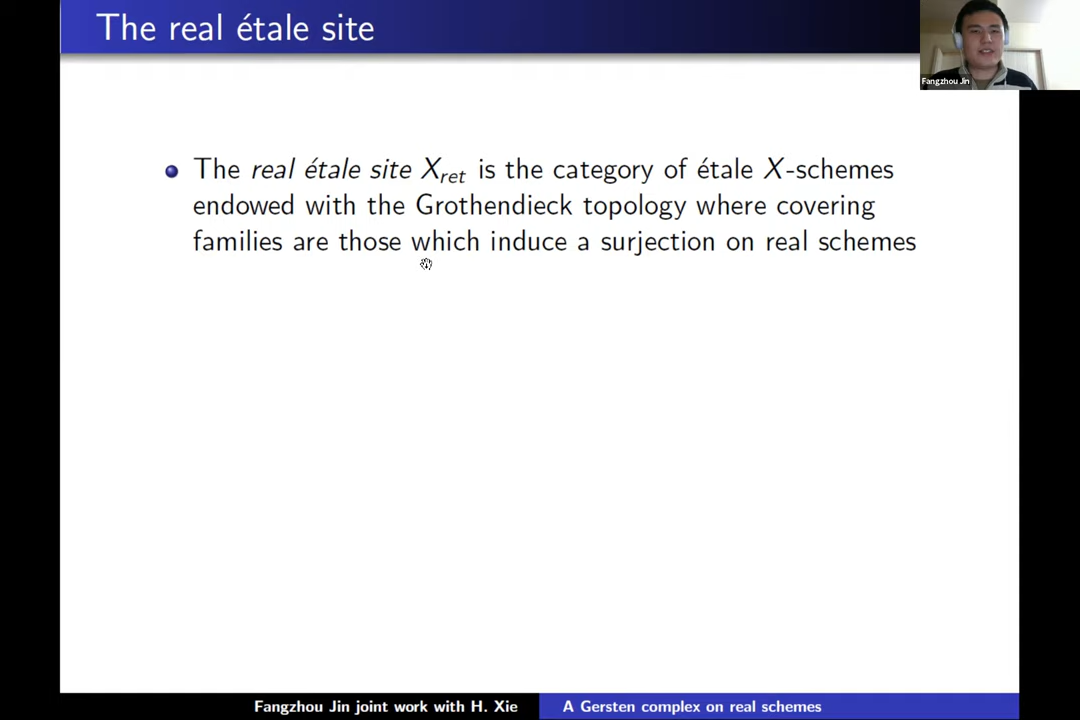 The real étale site
Fangzhou Jin
The real étale site X_ret is the category of étale X-schemes
endowed with the Grothendieck topology where covering
families are those which induce a surjection on real schemes
Fangzhou Jin joint work with H. Xie
A Gersten complex on real schemes